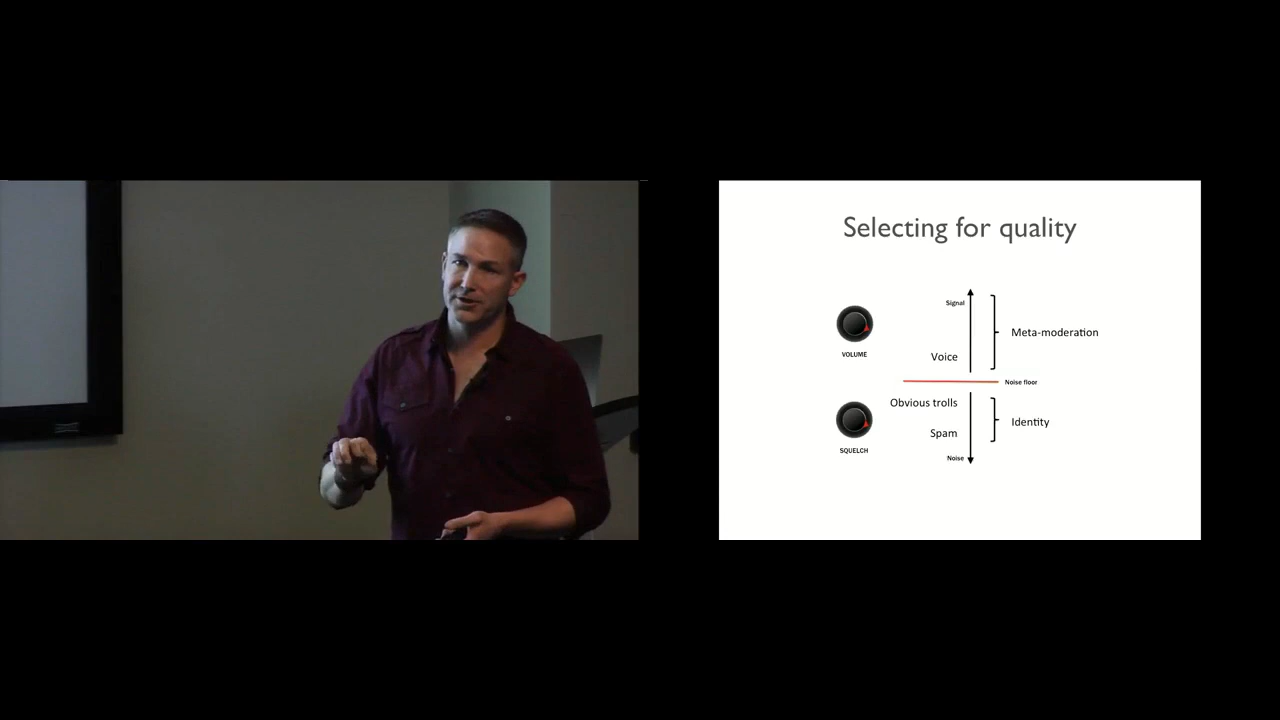 Selecting for quality
Signal
Meta-moderation
VOLUME
Voice
Noise floor
Obvious trolls
Identity
Spam
SQUELCH
Noise